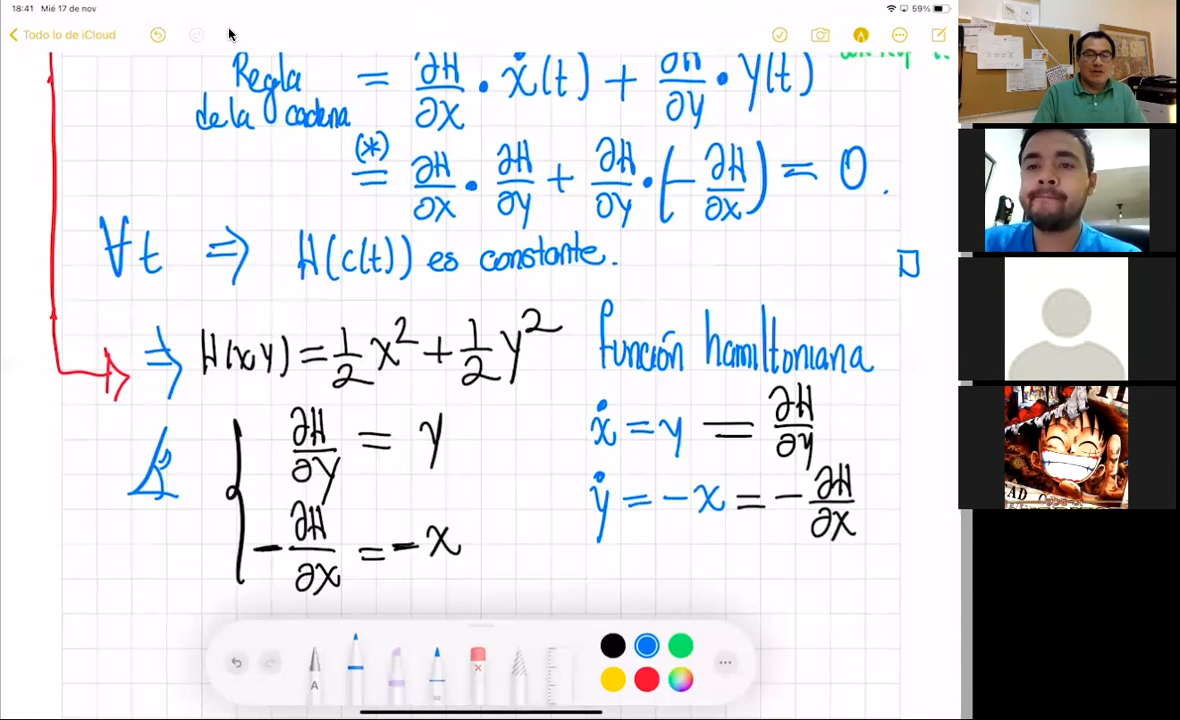 18:41 Mié 17 de nov
59%
Todo lo de iCloud
Regla de la cadena = ∂H/∂x · ẋ(t) + ∂H/∂y · y(t)
(*) = ∂H/∂x · ∂H/∂y + ∂H/∂y · (-∂H/∂x) = 0.
∀t ⇒ H(c(t)) es constante. □
⇒ H(x,y) = 1/2 x² + 1/2 y² función hamiltoniana
∂H/∂y = y ẋ = y = ∂H/∂y
-∂H/∂x = -x ẏ = -x = -∂H/∂x
A
AD